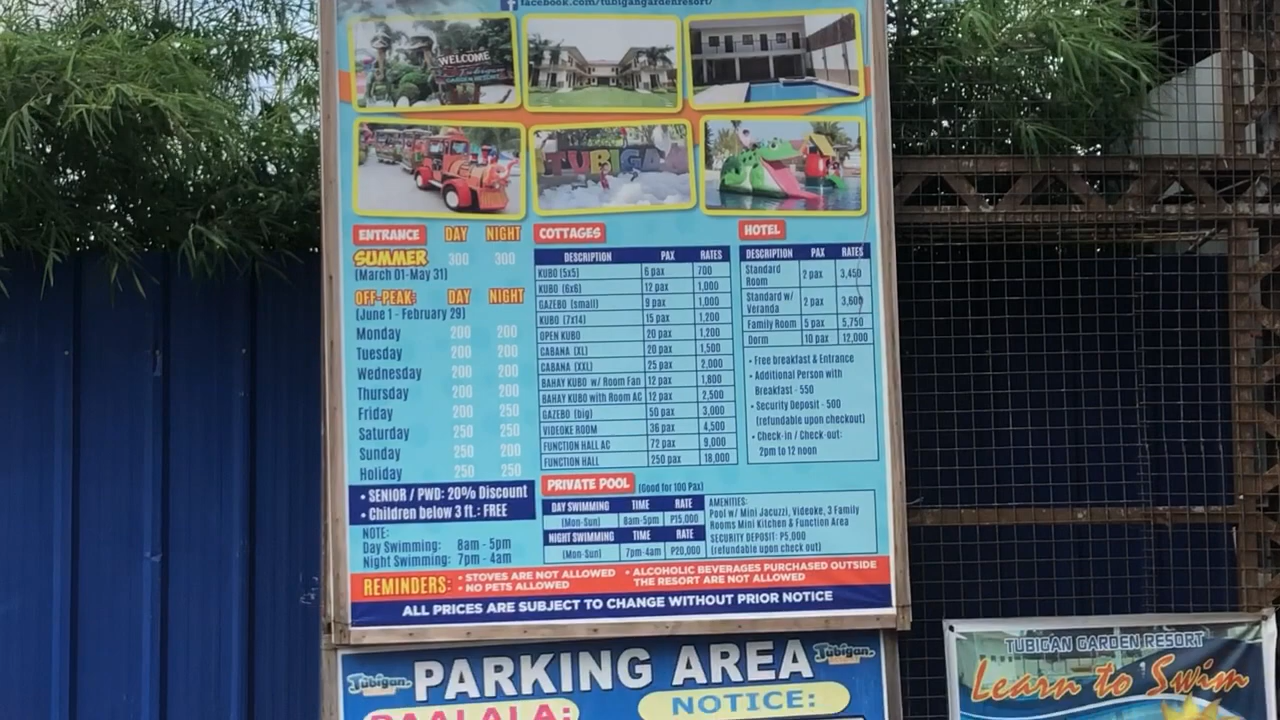 facebook.com/tubigangardenresort/
WELCOME
Tubigan
GARDEN RESORT
TUBIGAN
ENTRANCE DAY NIGHT
SUMMER 300 300
(March 01-May 31)
OFF-PEAK: DAY NIGHT
(June 1 - February 29)
Monday 200 200
Tuesday 200 200
Wednesday 200 200
Thursday 200 200
Friday 200 250
Saturday 250 250
Sunday 250 200
Holiday 250 250
• SENIOR / PWD: 20% Discount
• Children below 3 ft.: FREE
NOTE:
Day Swimming: 8am - 5pm
Night Swimming: 7pm - 4am
COTTAGES
DESCRIPTION PAX RATES
KUBO (5x5) 6 pax 700
KUBO (6x6) 12 pax 1,000
GAZEBO (small) 9 pax 1,000
KUBO (7x14) 15 pax 1,200
OPEN KUBO 20 pax 1,200
CABANA (XL) 20 pax 1,500
CABANA (XXL) 25 pax 2,000
BAHAY KUBO w/ Room Fan 12 pax 1,800
BAHAY KUBO with Room AC 12 pax 2,500
GAZEBO (big) 50 pax 3,000
VIDEOKE ROOM 36 pax 4,500
FUNCTION HALL AC 72 pax 9,000
FUNCTION HALL 250 pax 18,000
HOTEL
DESCRIPTION PAX RATES
Standard Room 2 pax 3,450
Standard w/ Veranda 2 pax 3,600
Family Room 5 pax 5,750
Dorm 10 pax 12,000
• Free breakfast & Entrance
• Additional Person with
Breakfast - 550
• Security Deposit - 500
(refundable upon checkout)
• Check-in / Check-out:
2pm to 12 noon
PRIVATE POOL (Good for 100 Pax)
DAY SWIMMING TIME RATE
(Mon-Sun) 8am-5pm P15,000
NIGHT SWIMMING TIME RATE
(Mon-Sun) 7pm-4am P20,000
AMENITIES:
Pool w/ Mini Jacuzzi, Videoke, 3 Family
Rooms Mini Kitchen & Function Area
SECURITY DEPOSIT: P5,000
(refundable upon check out)
REMINDERS: • STOVES ARE NOT ALLOWED • ALCOHOLIC BEVERAGES PURCHASED OUTSIDE
• NO PETS ALLOWED THE RESORT ARE NOT ALLOWED
ALL PRICES ARE SUBJECT TO CHANGE WITHOUT PRIOR NOTICE
Tubigan PARKING AREA Tubigan
PAALALA: NOTICE:
TUBIGAN GARDEN RESORT
Learn to Swim